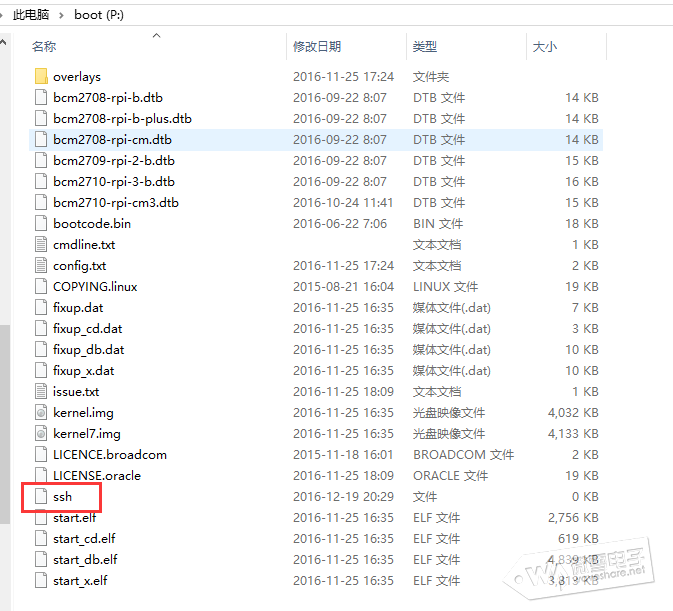 此电脑 > boot (P:)
名称 修改日期 类型 大小
overlays 2016-11-25 17:24 文件夹
bcm2708-rpi-b.dtb 2016-09-22 8:07 DTB 文件 14 KB
bcm2708-rpi-b-plus.dtb 2016-09-22 8:07 DTB 文件 14 KB
bcm2708-rpi-cm.dtb 2016-09-22 8:07 DTB 文件 14 KB
bcm2709-rpi-2-b.dtb 2016-09-22 8:07 DTB 文件 15 KB
bcm2710-rpi-3-b.dtb 2016-09-22 8:07 DTB 文件 16 KB
bcm2710-rpi-cm3.dtb 2016-10-24 11:41 DTB 文件 15 KB
bootcode.bin 2016-06-22 7:06 BIN 文件 18 KB
cmdline.txt 文本文档 1 KB
config.txt 2016-11-25 17:24 文本文档 2 KB
COPYING.linux 2015-08-21 16:04 LINUX 文件 19 KB
fixup.dat 2016-11-25 16:35 媒体文件(.dat) 7 KB
fixup_cd.dat 2016-11-25 16:35 媒体文件(.dat) 3 KB
fixup_db.dat 2016-11-25 16:35 媒体文件(.dat) 10 KB
fixup_x.dat 2016-11-25 16:35 媒体文件(.dat) 10 KB
issue.txt 2016-11-25 18:09 文本文档 1 KB
kernel.img 2016-11-25 16:35 光盘映像文件 4,032 KB
kernel7.img 2016-11-25 16:35 光盘映像文件 4,133 KB
LICENCE.broadcom 2015-11-18 16:01 BROADCOM 文件 2 KB
LICENSE.oracle 2016-11-25 18:09 ORACLE 文件 19 KB
ssh 2016-12-19 20:29 文件 0 KB
start.elf 2016-11-25 16:35 ELF 文件 2,756 KB
start_cd.elf 2016-11-25 16:35 ELF 文件 619 KB
start_db.elf 2016-11-25 16:35 ELF 文件 4,839 KB
start_x.elf 2016-11-25 16:35 ELF 文件 3,813 KB
微雪电子